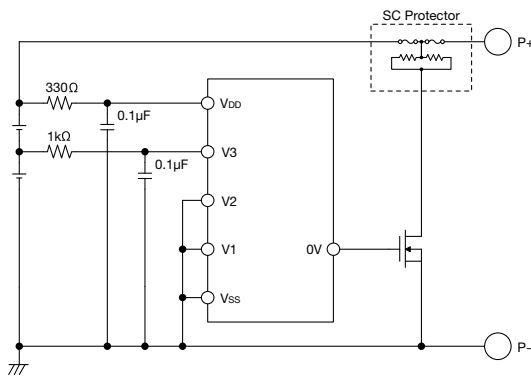 SC Protector
P+
330Ω
VDD
0.1μF
1kΩ
V3
0.1μF
V2
V1
0V
VSS
P−